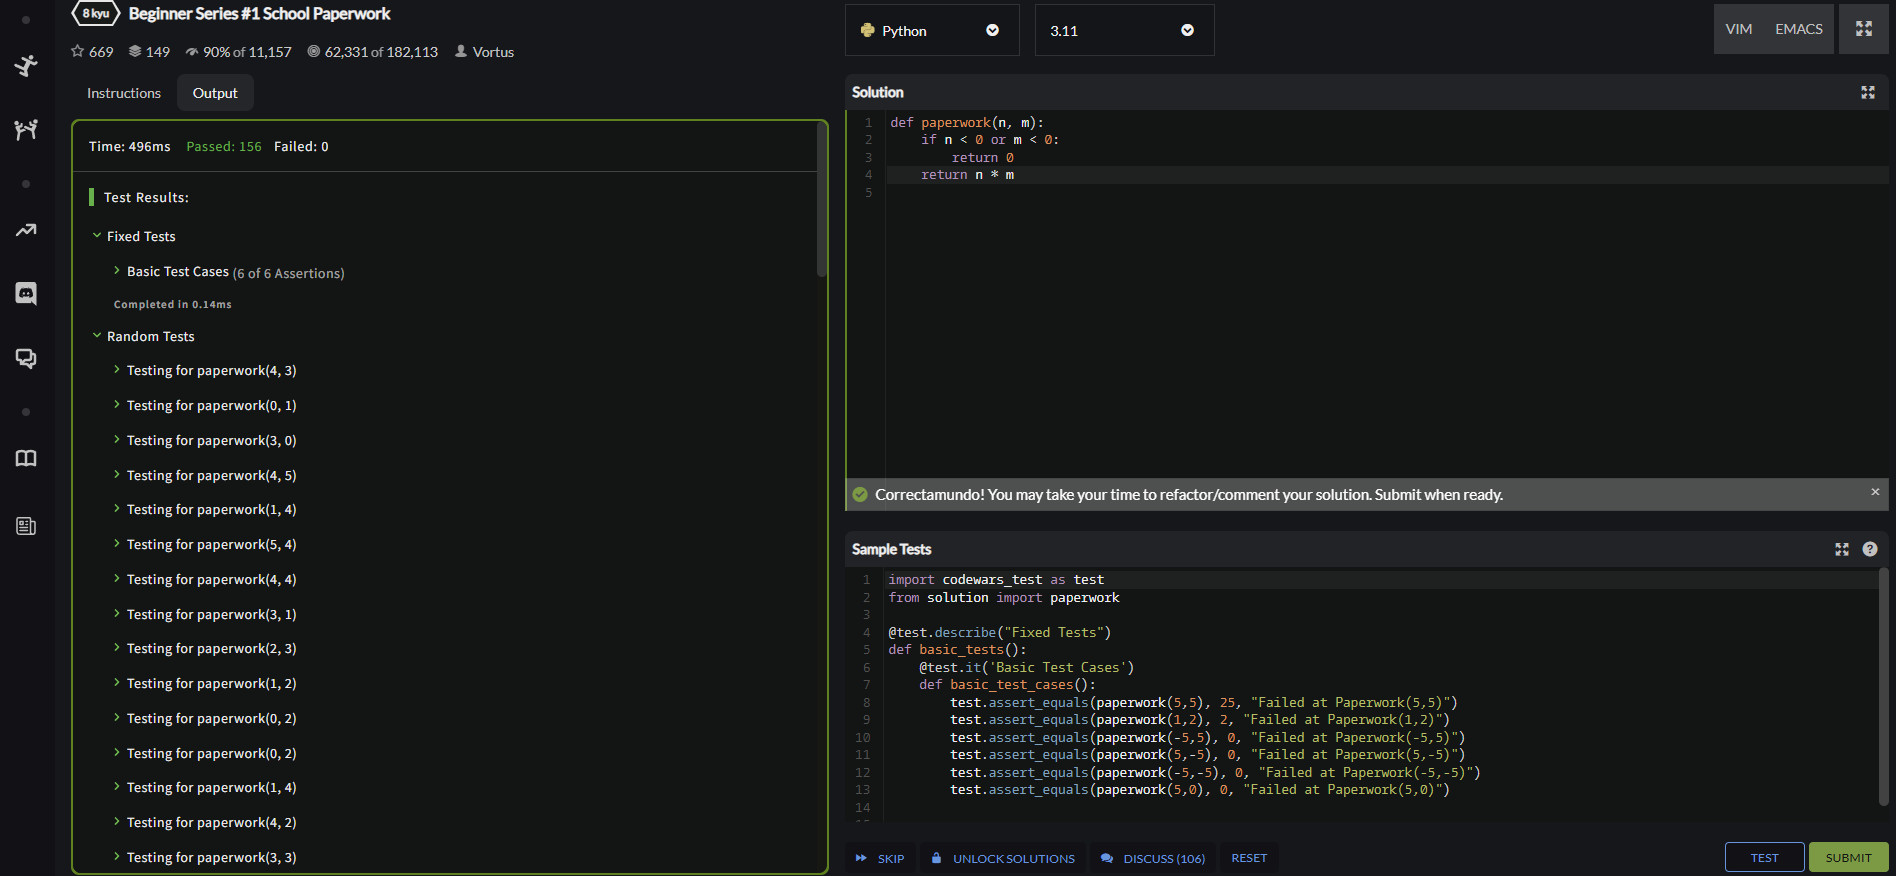 8 kyu Beginner Series #1 School Paperwork
669 149 90% of 11,157 62,331 of 182,113 Vortus
Instructions Output
Time: 496ms Passed: 156 Failed: 0
Test Results:
Fixed Tests
Basic Test Cases (6 of 6 Assertions)
Completed in 0.14ms
Random Tests
Testing for paperwork(4, 3)
Testing for paperwork(0, 1)
Testing for paperwork(3, 0)
Testing for paperwork(4, 5)
Testing for paperwork(1, 4)
Testing for paperwork(5, 4)
Testing for paperwork(4, 4)
Testing for paperwork(3, 1)
Testing for paperwork(2, 3)
Testing for paperwork(1, 2)
Testing for paperwork(0, 2)
Testing for paperwork(0, 2)
Testing for paperwork(1, 4)
Testing for paperwork(4, 2)
Testing for paperwork(3, 3)
Python 3.11 VIM EMACS
Solution
1 def paperwork(n, m):
2     if n < 0 or m < 0:
3         return 0
4     return n * m
5
Correctamundo! You may take your time to refactor/comment your solution. Submit when ready. ×
Sample Tests ?
1 import codewars_test as test
2 from solution import paperwork
3
4 @test.describe("Fixed Tests")
5 def basic_tests():
6     @test.it('Basic Test Cases')
7     def basic_test_cases():
8         test.assert_equals(paperwork(5,5), 25, "Failed at Paperwork(5,5)")
9         test.assert_equals(paperwork(1,2), 2, "Failed at Paperwork(1,2)")
10         test.assert_equals(paperwork(-5,5), 0, "Failed at Paperwork(-5,5)")
11         test.assert_equals(paperwork(5,-5), 0, "Failed at Paperwork(5,-5)")
12         test.assert_equals(paperwork(-5,-5), 0, "Failed at Paperwork(-5,-5)")
13         test.assert_equals(paperwork(5,0), 0, "Failed at Paperwork(5,0)")
14
SKIP UNLOCK SOLUTIONS DISCUSS (106) RESET TEST SUBMIT